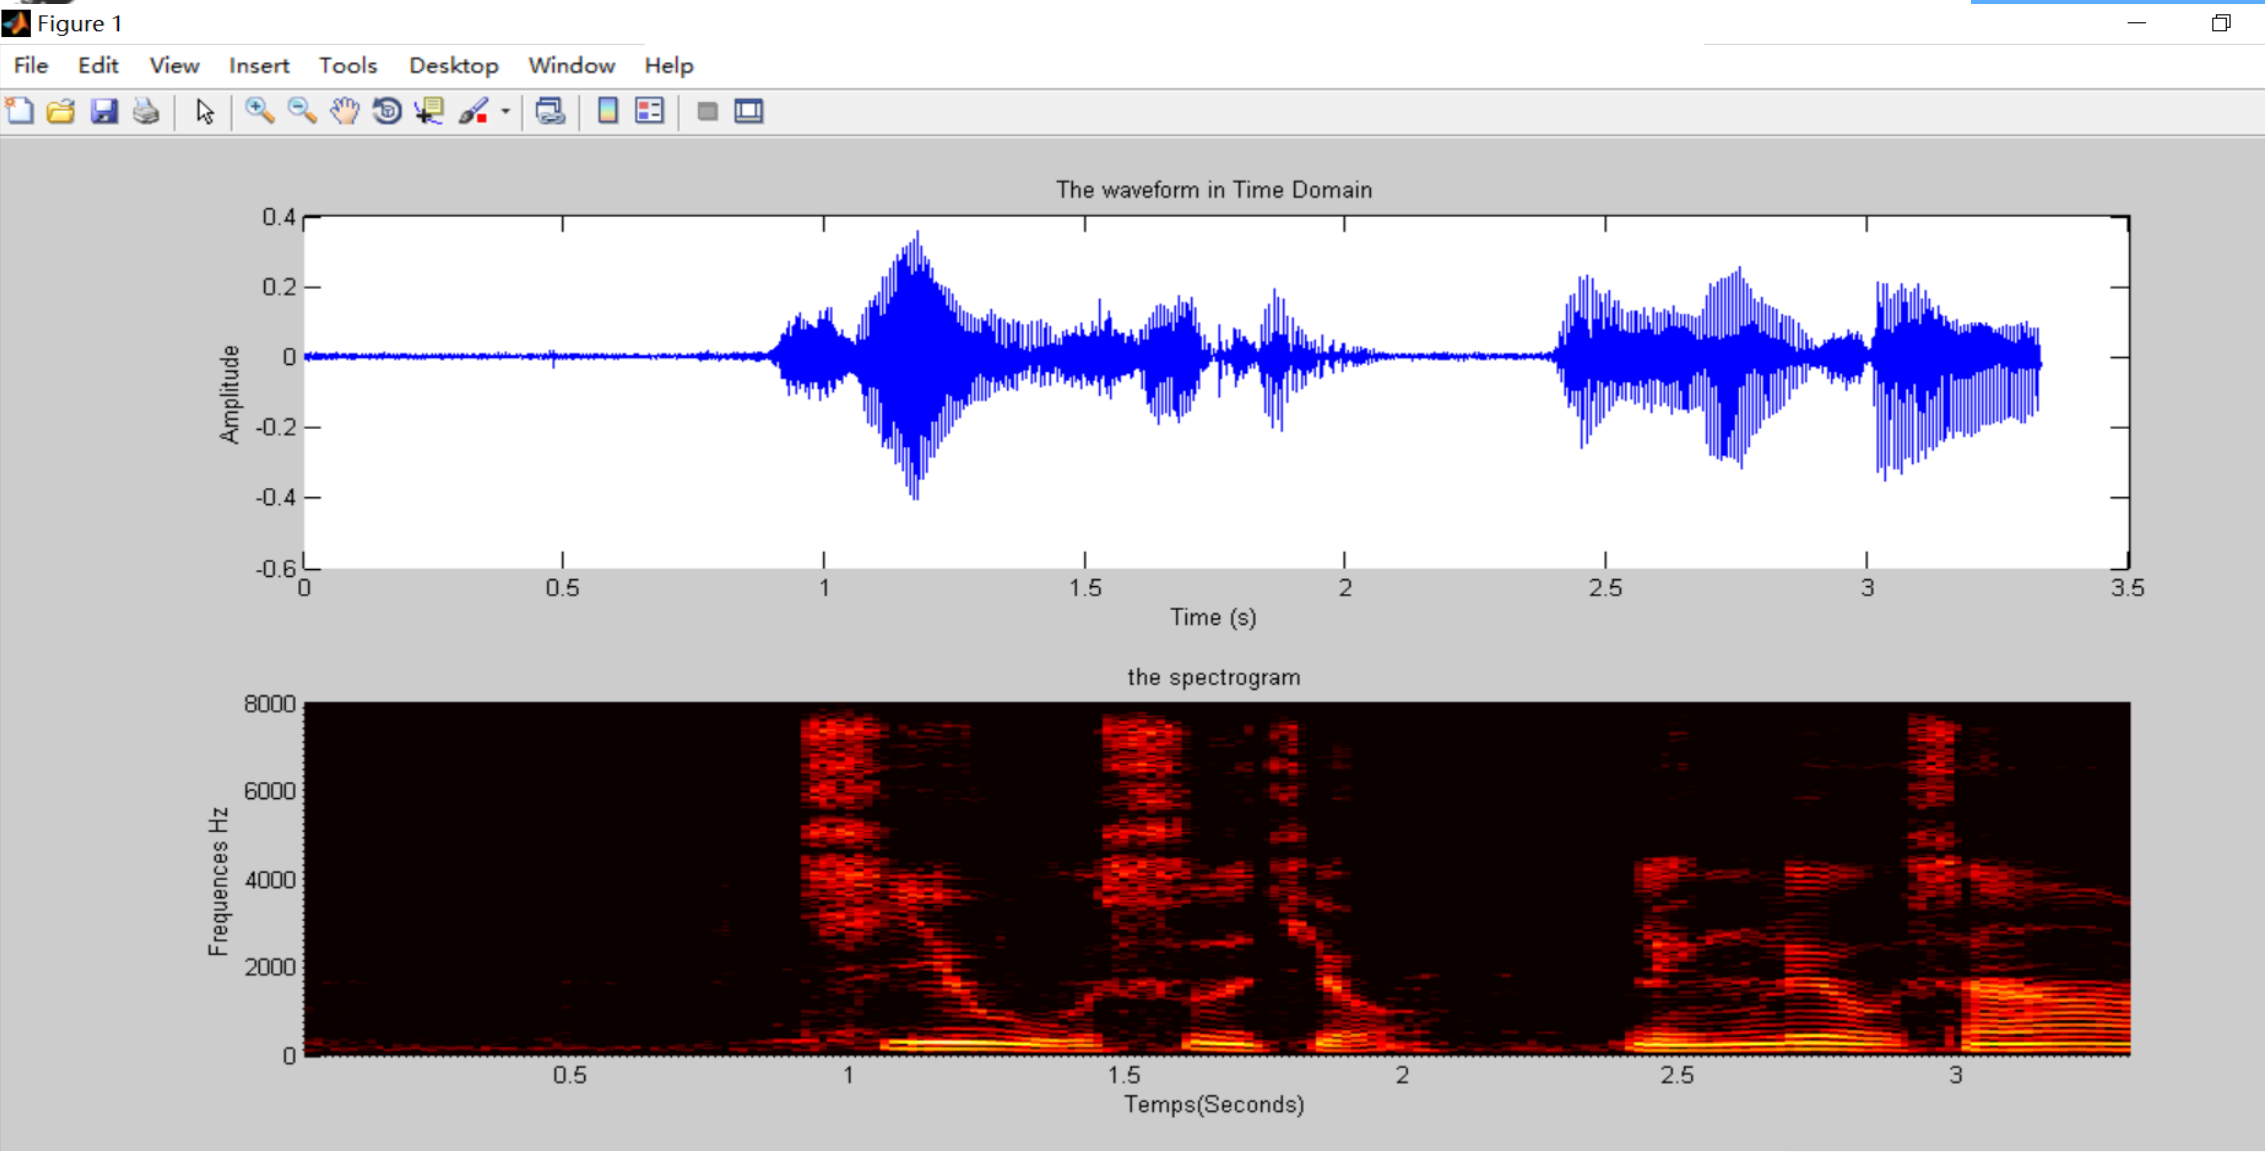 Figure 1
File Edit View Insert Tools Desktop Window Help
The waveform in Time Domain
0.4
0.2
0
-0.2
-0.4
-0.6
Amplitude
0 0.5 1 1.5 2 2.5 3 3.5
Time (s)
the spectrogram
8000
6000
4000
2000
0
Frequences Hz
0.5 1 1.5 2 2.5 3
Temps(Seconds)